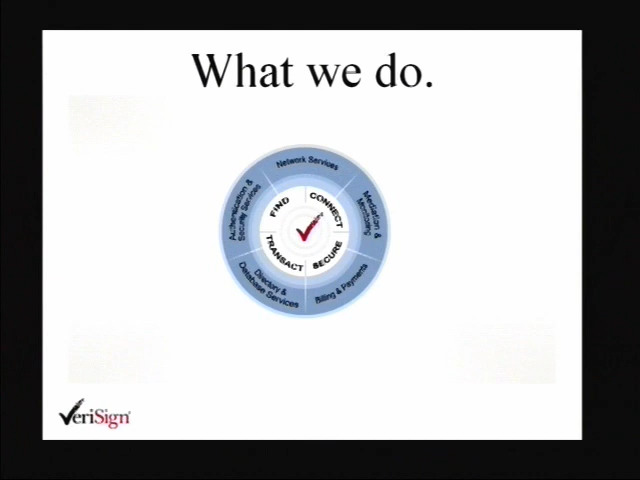 What we do.
Network Services
Authentication &
Security Services
Mediation &
Monitoring
FIND
CONNECT
TRANSACT
SECURE
Directory &
Database Services
Billing & Payments
VeriSign